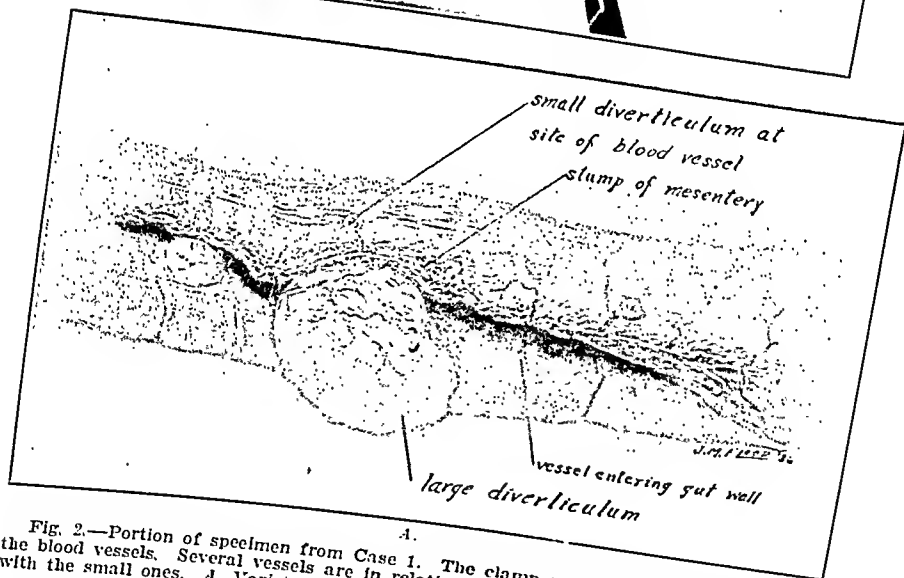 small diverticulum at
site of blood vessel
stump of mesentery
vessel entering gut wall
large diverticulum
A.
Fig. 2.—Portion of specimen from Case 1. The clamp
the blood vessels. Several vessels are in
with the small ones.